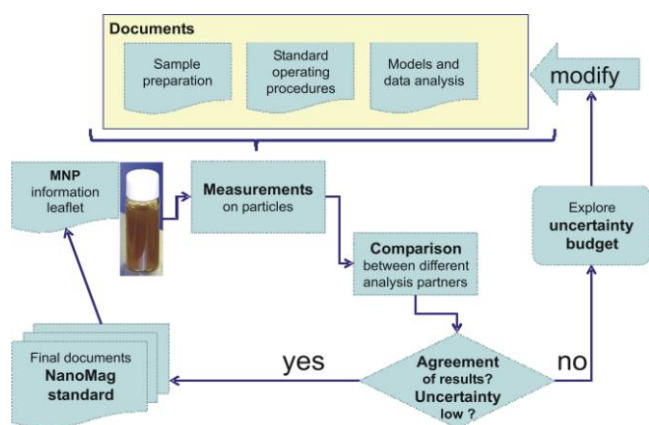 Documents
Sample
preparation
Standard
operating
procedures
Models and
data analysis
modify
MNP
information
leaflet
Measurements
on particles
Explore
uncertainty
budget
Comparison
between different
analysis partners
yes
Agreement
of results?
Uncertainty
low ?
no
Final documents
NanoMag
standard